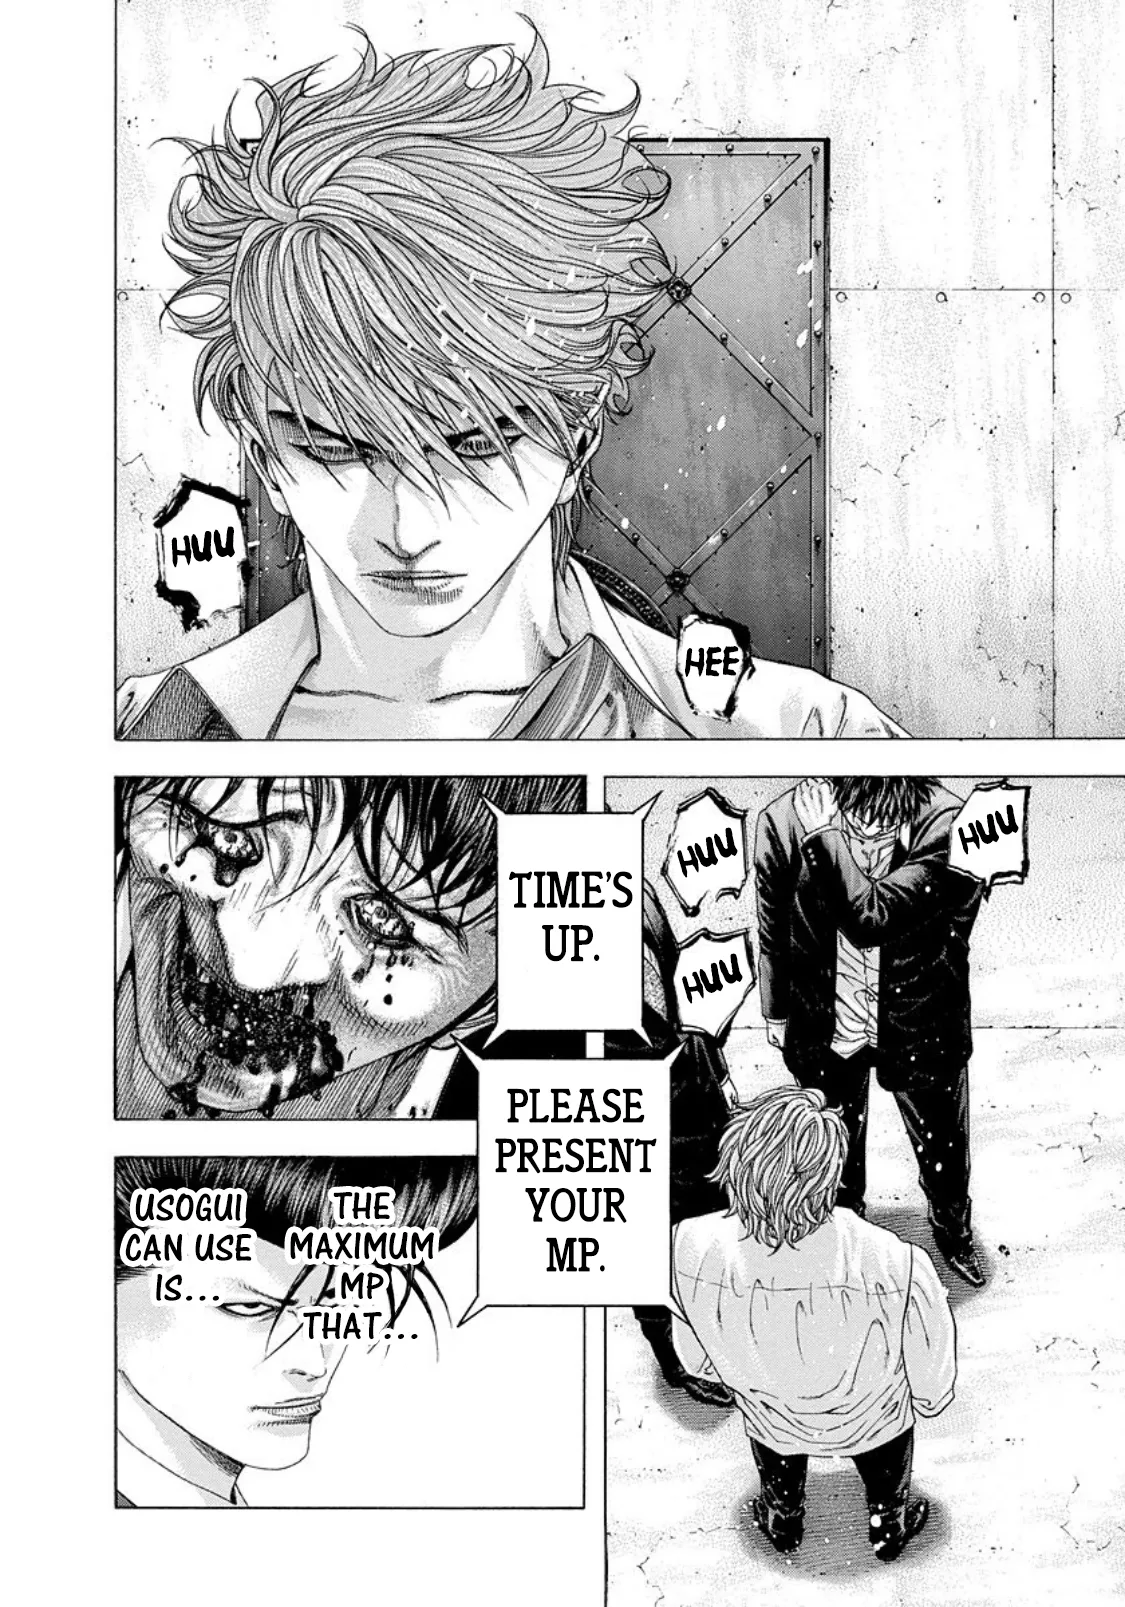 HUU
HEE
HUU
HUU
HUU
TIME'S
UP.
PLEASE
PRESENT
YOUR
MP.
THE
MAXIMUM
MP
THAT...
USOGUI
CAN USE
IS...